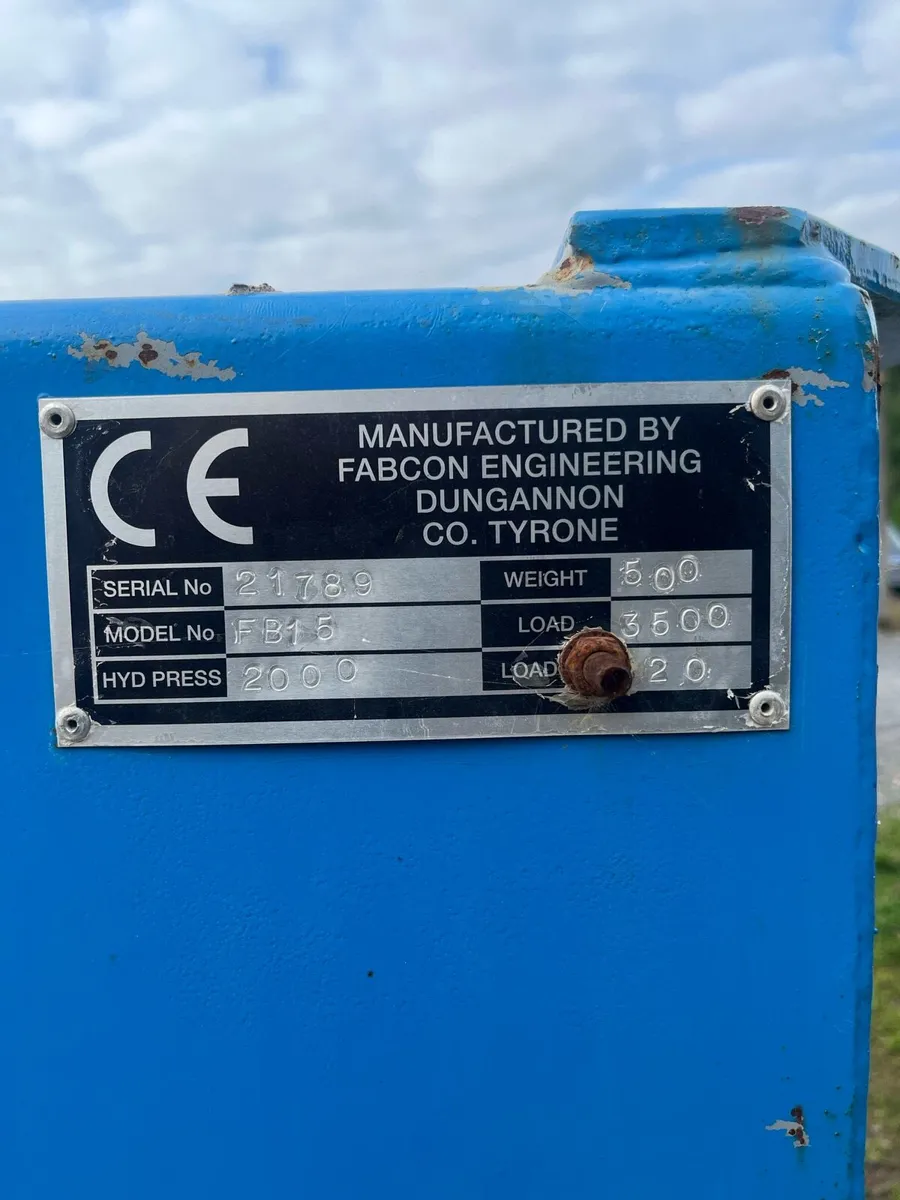 CE
MANUFACTURED BY
FABCON ENGINEERING
DUNGANNON
CO. TYRONE
SERIAL No 21789 WEIGHT 500
MODEL No FB15 LOAD 3500
HYD PRESS 2000 LOAD 20